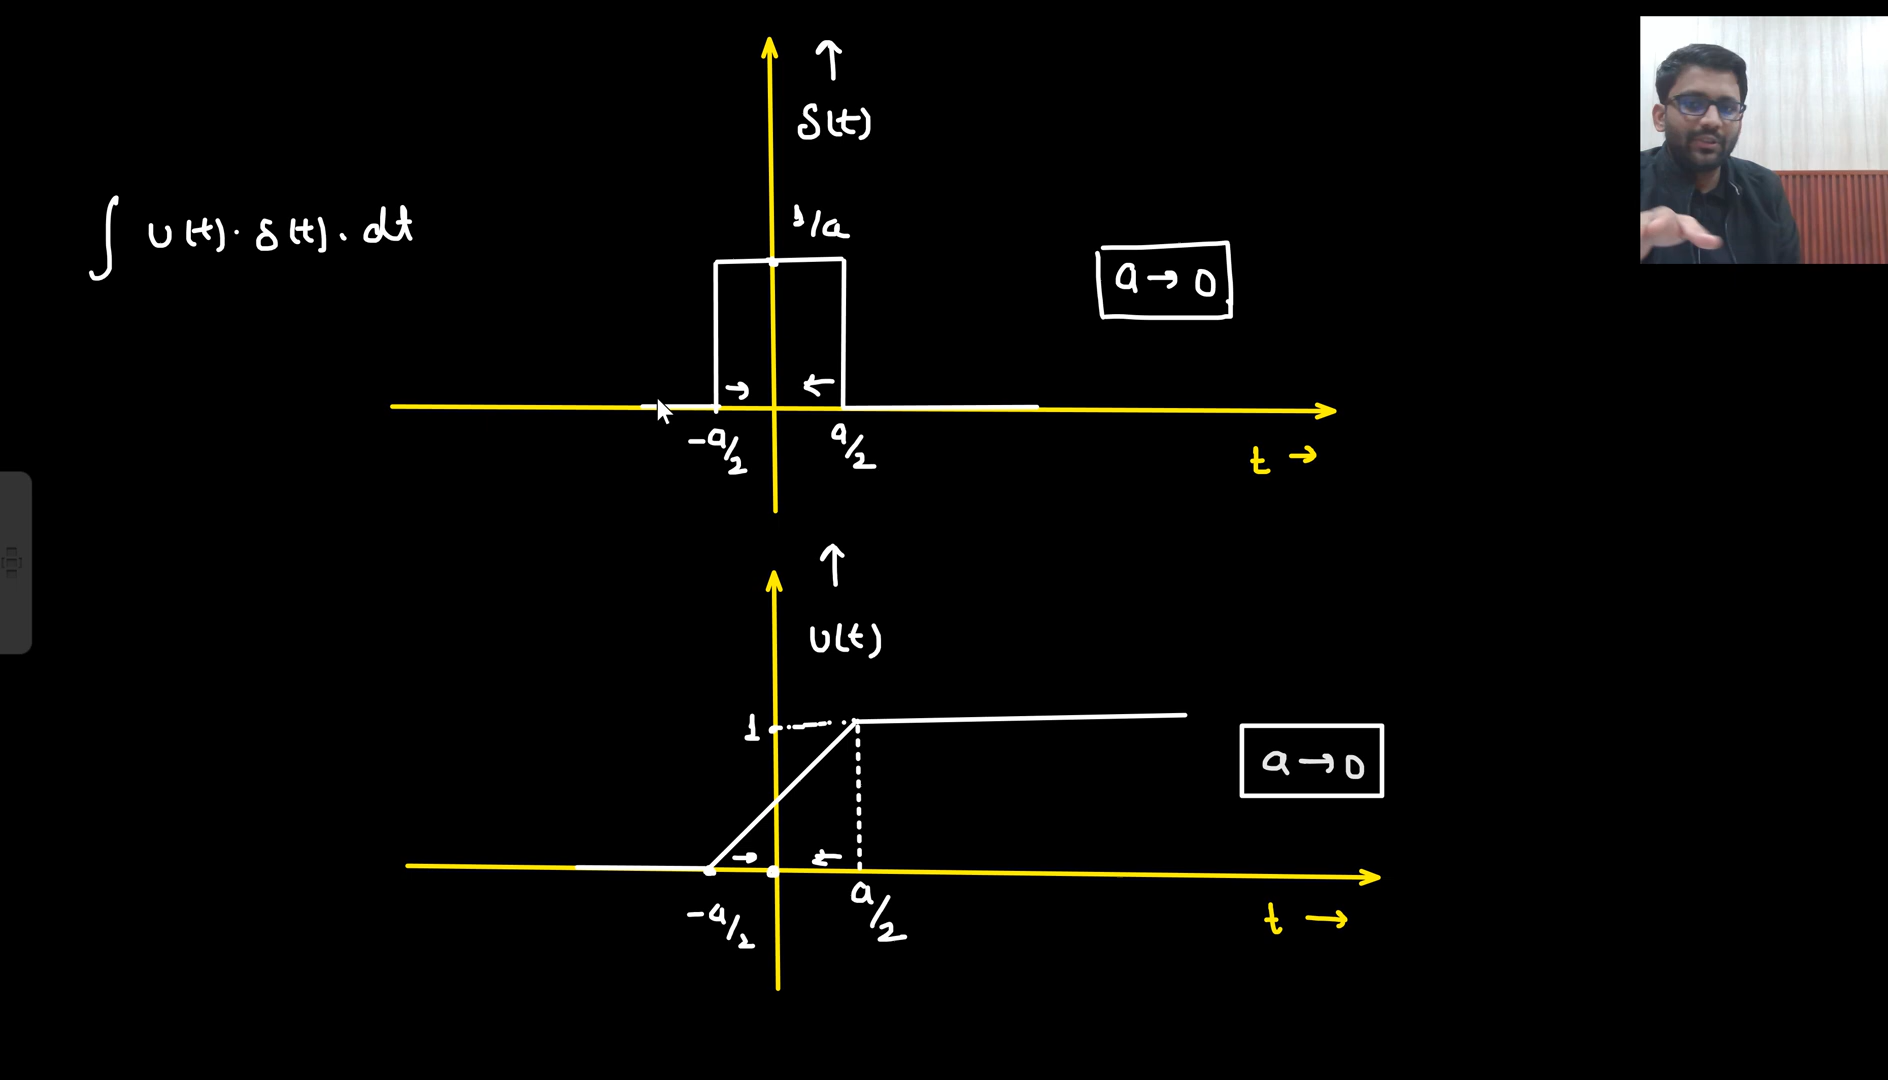 δ(t)
1/a
∫ u(t) · δ(t) . dt
a → 0
-a/2
a/2
t →
u(t)
1
a → 0
-a/2
a/2
t →